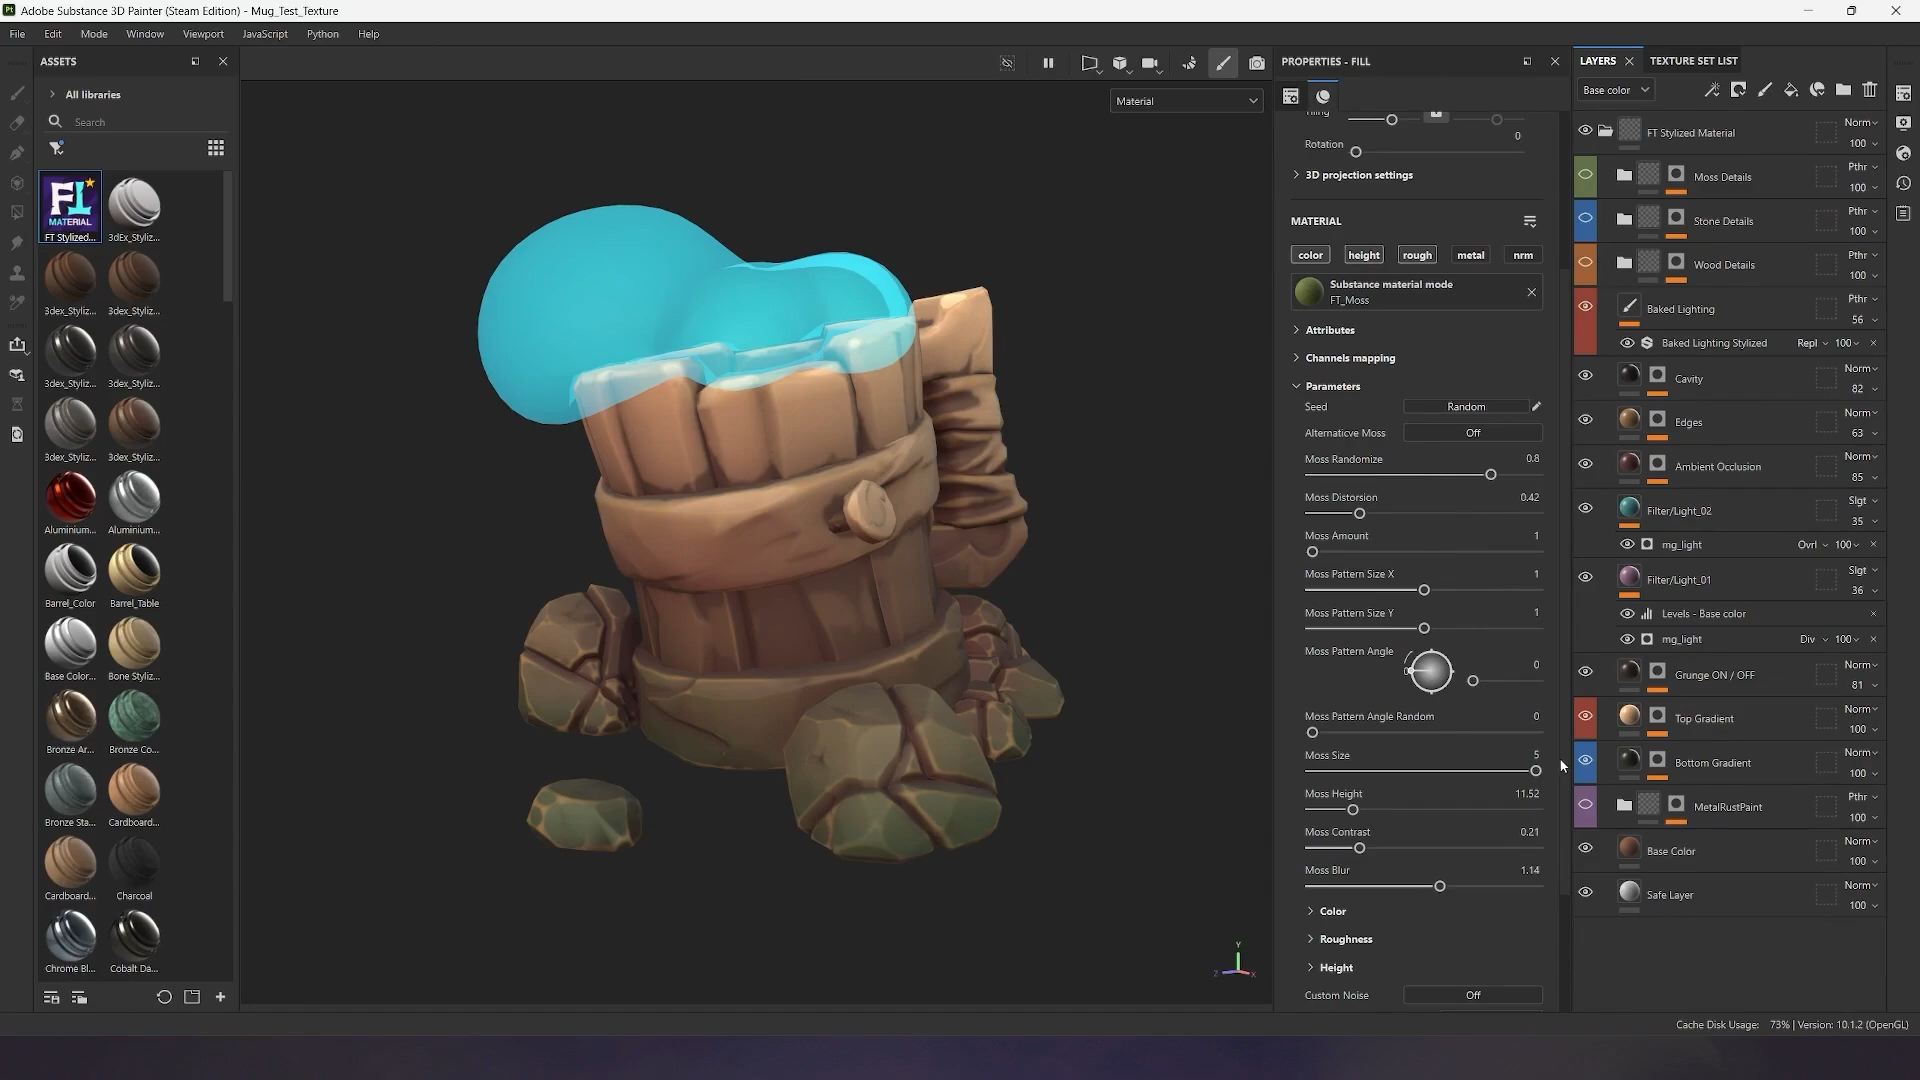 Pt Adobe Substance 3D Painter (Steam Edition) - Mug_Test_Texture
File Edit Mode Window Viewport JavaScript Python Help
ASSETS
All libraries
Search
FL
MATERIAL
FT Stylized... 3dEx_Styliz...
3dex_Styliz... 3dex_Styliz...
3dex_Styliz... 3dex_Styliz...
3dex_Styliz... 3dex_Styliz...
Aluminium... Aluminium...
Barrel_Color Barrel_Table
Base Color... Bone Styliz...
Bronze Ar... Bronze Co...
Bronze Sta... Cardboard...
Cardboard... Charcoal
Chrome Bl... Cobalt Da...
Material
Y
Z X
PROPERTIES - FILL
Tiling
Rotation 0
3D projection settings
MATERIAL
color height rough metal nrm
Substance material mode
FT_Moss
Attributes
Channels mapping
Parameters
Seed Random
Alternaticve Moss Off
Moss Randomize 0.8
Moss Distorsion 0.42
Moss Amount 1
Moss Pattern Size X 1
Moss Pattern Size Y 1
Moss Pattern Angle 0
Moss Pattern Angle Random 0
Moss Size 5
Moss Height 11.52
Moss Contrast 0.21
Moss Blur 1.14
Color
Roughness
Height
Custom Noise Off
LAYERS TEXTURE SET LIST
Base color
FT Stylized Material Norm 100
Moss Details Pthr 100
Stone Details Pthr 100
Wood Details Pthr 100
Baked Lighting Pthr 56
Baked Lighting Stylized Repl 100
Cavity Norm 82
Edges Norm 63
Ambient Occlusion Norm 85
Filter/Light_02 Slgt 35
mg_light Ovrl 100
Filter/Light_01 Slgt 36
Levels - Base color
mg_light Div 100
Grunge ON / OFF Norm 81
Top Gradient Norm 100
Bottom Gradient Norm 100
MetalRustPaint Pthr 100
Base Color Norm 100
Safe Layer Norm 100
Cache Disk Usage: 73% | Version: 10.1.2 (OpenGL)